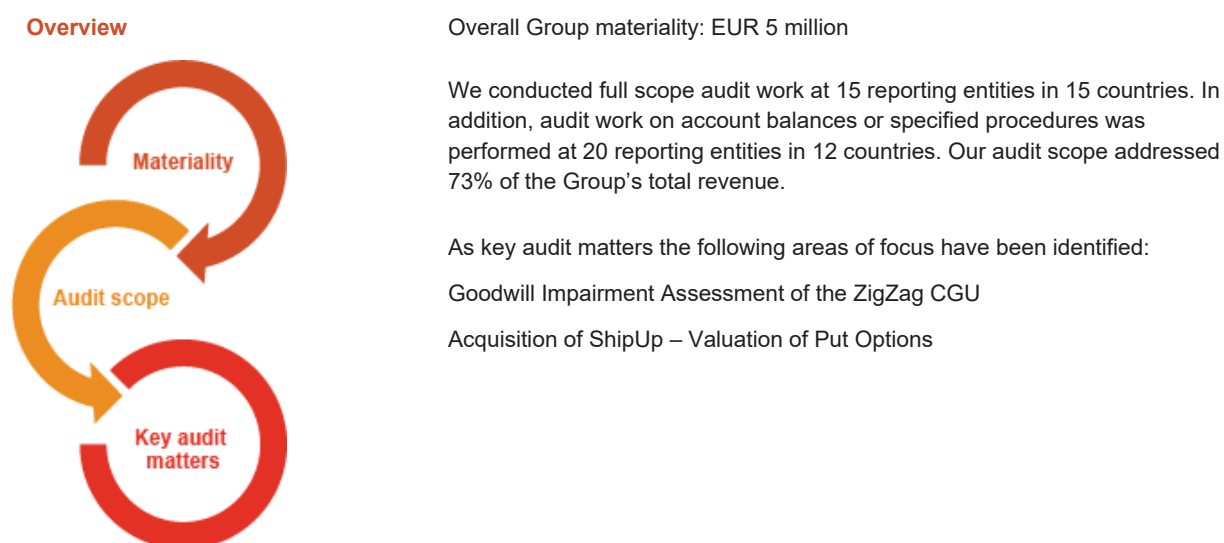 Overview
Materiality
Audit scope
Key audit
matters
Overall Group materiality: EUR 5 million
We conducted full scope audit work at 15 reporting entities in 15 countries. In
addition, audit work on account balances or specified procedures was
performed at 20 reporting entities in 12 countries. Our audit scope addressed
73% of the Group's total revenue.
As key audit matters the following areas of focus have been identified:
Goodwill Impairment Assessment of the ZigZag CGU
Acquisition of ShipUp – Valuation of Put Options